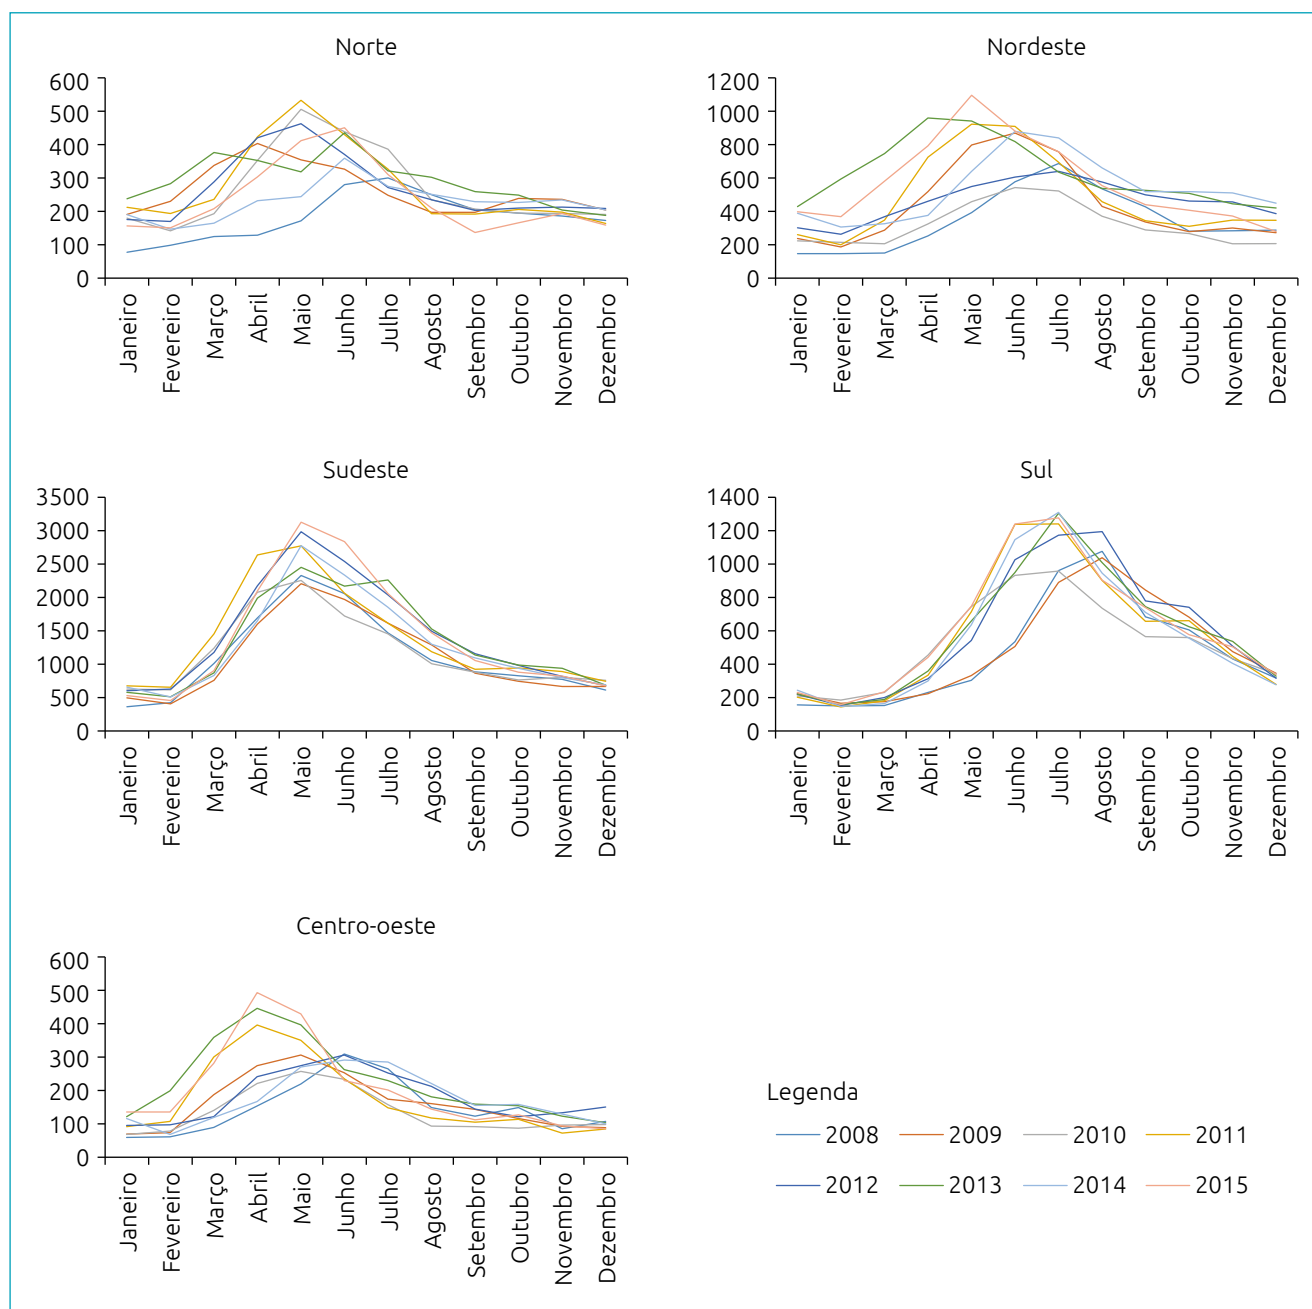 Norte
600
500
400
300
200
100
0
Janeiro
Fevereiro
Março
Abril
Maio
Junho
Julho
Agosto
Setembro
Outubro
Novembro
Dezembro
Nordeste
1200
1000
800
600
400
200
0
Janeiro
Fevereiro
Março
Abril
Maio
Junho
Julho
Agosto
Setembro
Outubro
Novembro
Dezembro
Sudeste
3500
3000
2500
2000
1500
1000
500
0
Janeiro
Fevereiro
Março
Abril
Maio
Junho
Julho
Agosto
Setembro
Outubro
Novembro
Dezembro
Sul
1400
1200
1000
800
600
400
200
0
Janeiro
Fevereiro
Março
Abril
Maio
Junho
Julho
Agosto
Setembro
Outubro
Novembro
Dezembro
Centro-oeste
600
500
400
300
200
100
0
Janeiro
Fevereiro
Março
Abril
Maio
Junho
Julho
Agosto
Setembro
Outubro
Novembro
Dezembro
Legenda
2008 2009 2010 2011
2012 2013 2014 2015